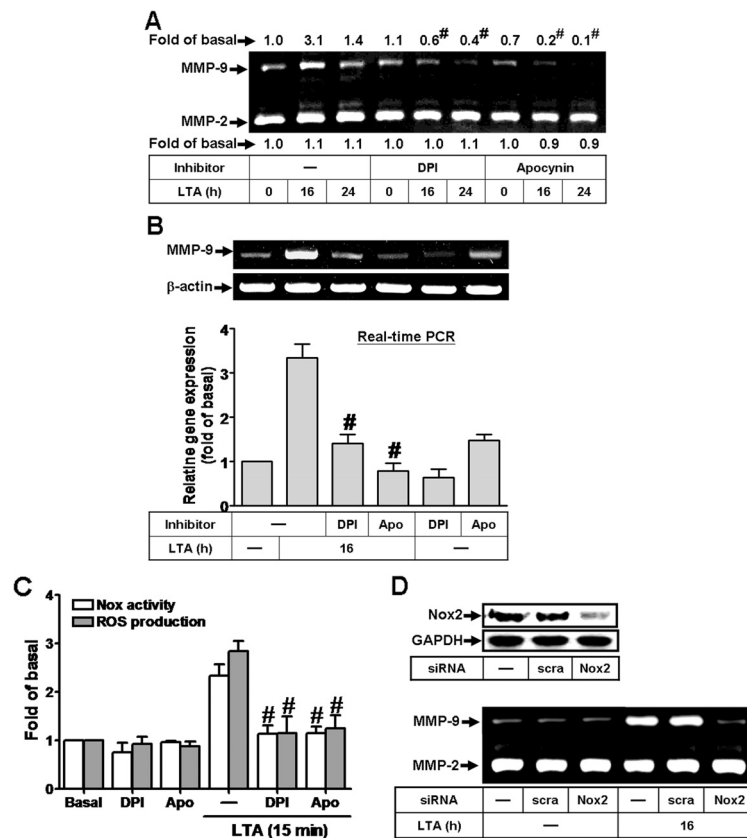 A
Fold of basal 1.0 3.1 1.4 1.1 0.6# 0.4# 0.7 0.2# 0.1#
MMP-9
MMP-2
Fold of basal 1.0 1.1 1.1 1.0 1.0 1.1 1.0 0.9 0.9
Inhibitor — DPI Apocynin
LTA (h) 0 16 24 0 16 24 0 16 24
B
MMP-9
β-actin
Real-time PCR
Relatine gene expression
(fold of basal)
4
3
2
1
0
# #
Inhibitor — DPI Apo DPI Apo
LTA (h) — 16 —
C
Nox activity
ROS production
Fold of basal
4
3
2
1
0
# # # #
Basal DPI Apo — DPI Apo
LTA (15 min)
D
Nox2
GAPDH
siRNA — scra Nox2
MMP-9
MMP-2
siRNA — scra Nox2 — scra Nox2
LTA (h) — 16